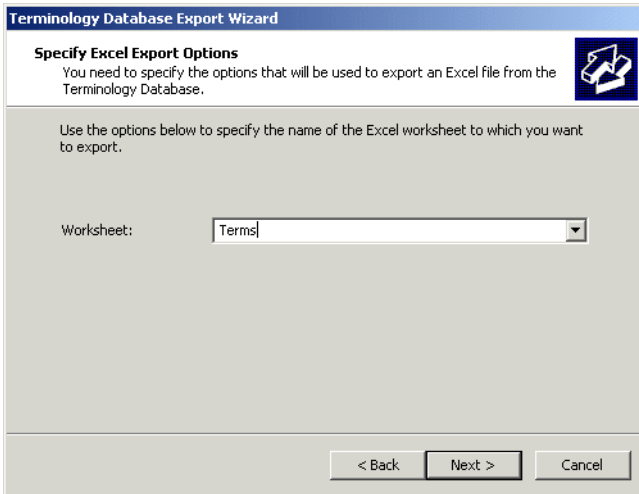 Terminology Database Export Wizard
Specify Excel Export Options
You need to specify the options that will be used to export an Excel file from the
Terminology Database.
Use the options below to specify the name of the Excel worksheet to which you want
to export.
Worksheet: Terms
< Back Next > Cancel